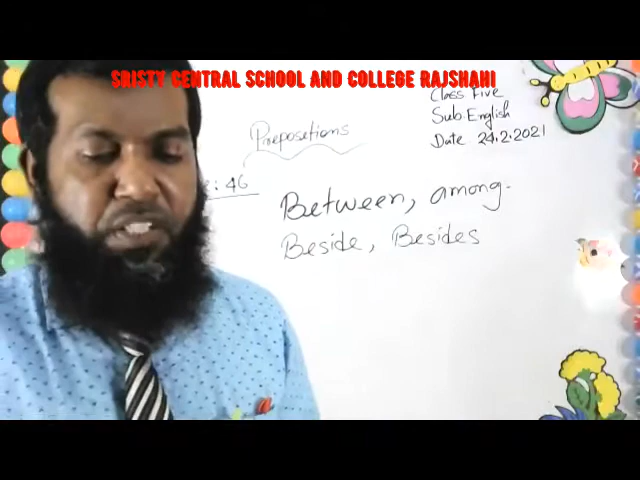 SRISTY CENTRAL SCHOOL AND COLLEGE RAJSHAHI
Class Five
Sub. English
Date 24.2.2021
Prepositions
: 46
Between, among.
Beside, Besides